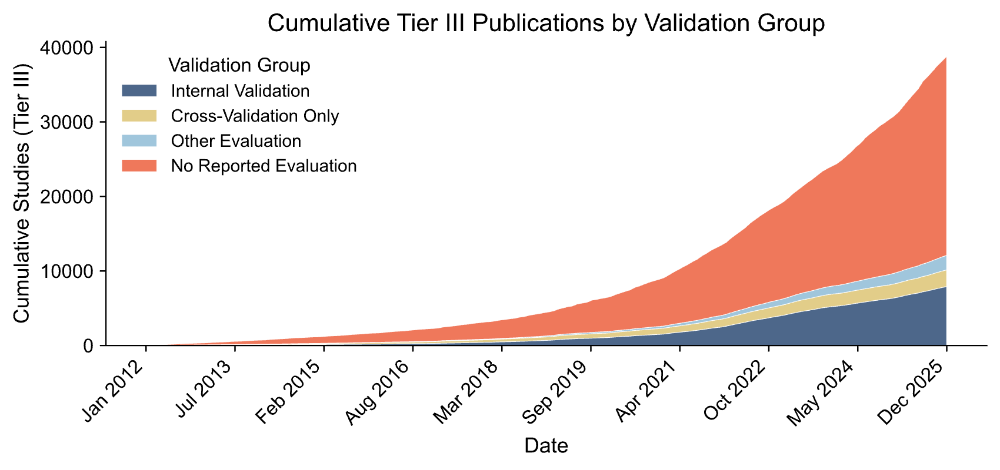 Cumulative Tier III Publications by Validation Group
Cumulative Studies (Tier III)
40000
30000
20000
10000
0
Validation Group
Internal Validation
Cross-Validation Only
Other Evaluation
No Reported Evaluation
Jan 2012
Jul 2013
Feb 2015
Aug 2016
Mar 2018
Sep 2019
Apr 2021
Oct 2022
May 2024
Dec 2025
Date